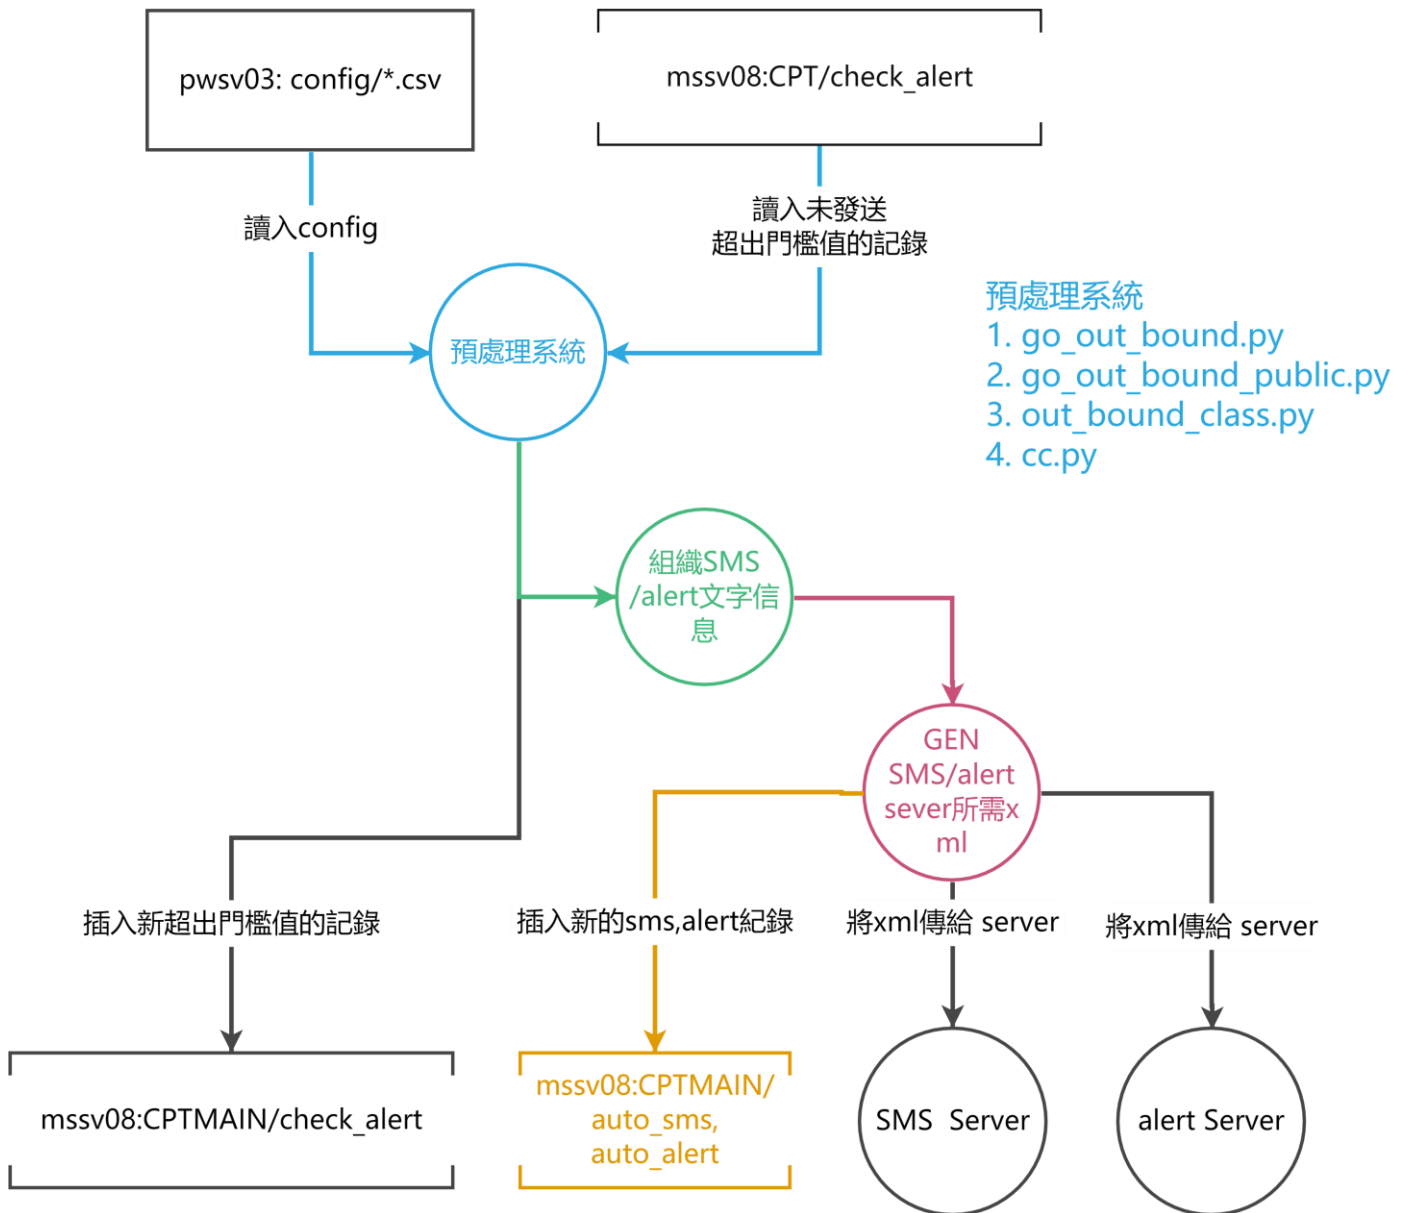 pwsv03: config/*.csv
mssv08:CPT/check_alert
讀入config
讀入未發送
超出門檻值的記錄
預處理系統
預處理系統
1. go_out_bound.py
2. go_out_bound_public.py
3. out_bound_class.py
4. cc.py
組織SMS
/alert文字信
息
GEN
SMS/alert
sever所需x
ml
插入新超出門檻值的記錄
插入新的sms,alert紀錄
將xml傳給 server
將xml傳給 server
mssv08:CPTMAIN/check_alert
mssv08:CPTMAIN/
auto_sms,
auto_alert
SMS  Server
alert Server